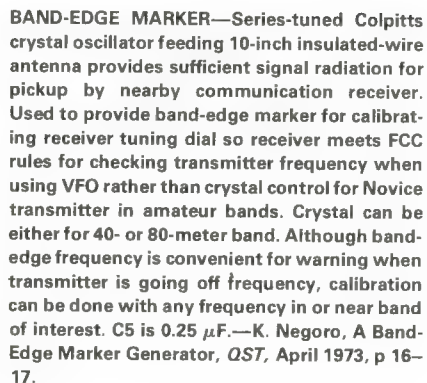 BAND-EDGE MARKER—Series-tuned Colpitts
crystal oscillator feeding 10-inch insulated-wire
antenna provides sufficient signal radiation for
pickup by nearby communication receiver.
Used to provide band-edge marker for calibrat-
ing receiver tuning dial so receiver meets FCC
rules for checking transmitter frequency when
using VFO rather than crystal control for Novice
transmitter in amateur bands. Crystal can be
either for 40- or 80-meter band. Although band-
edge frequency is convenient for warning when
transmitter is going off frequency, calibration
can be done with any frequency in or near band
of interest. C5 is 0.25 μF.—K. Negoro, A Band-
Edge Marker Generator, QST, April 1973, p 16–
17.